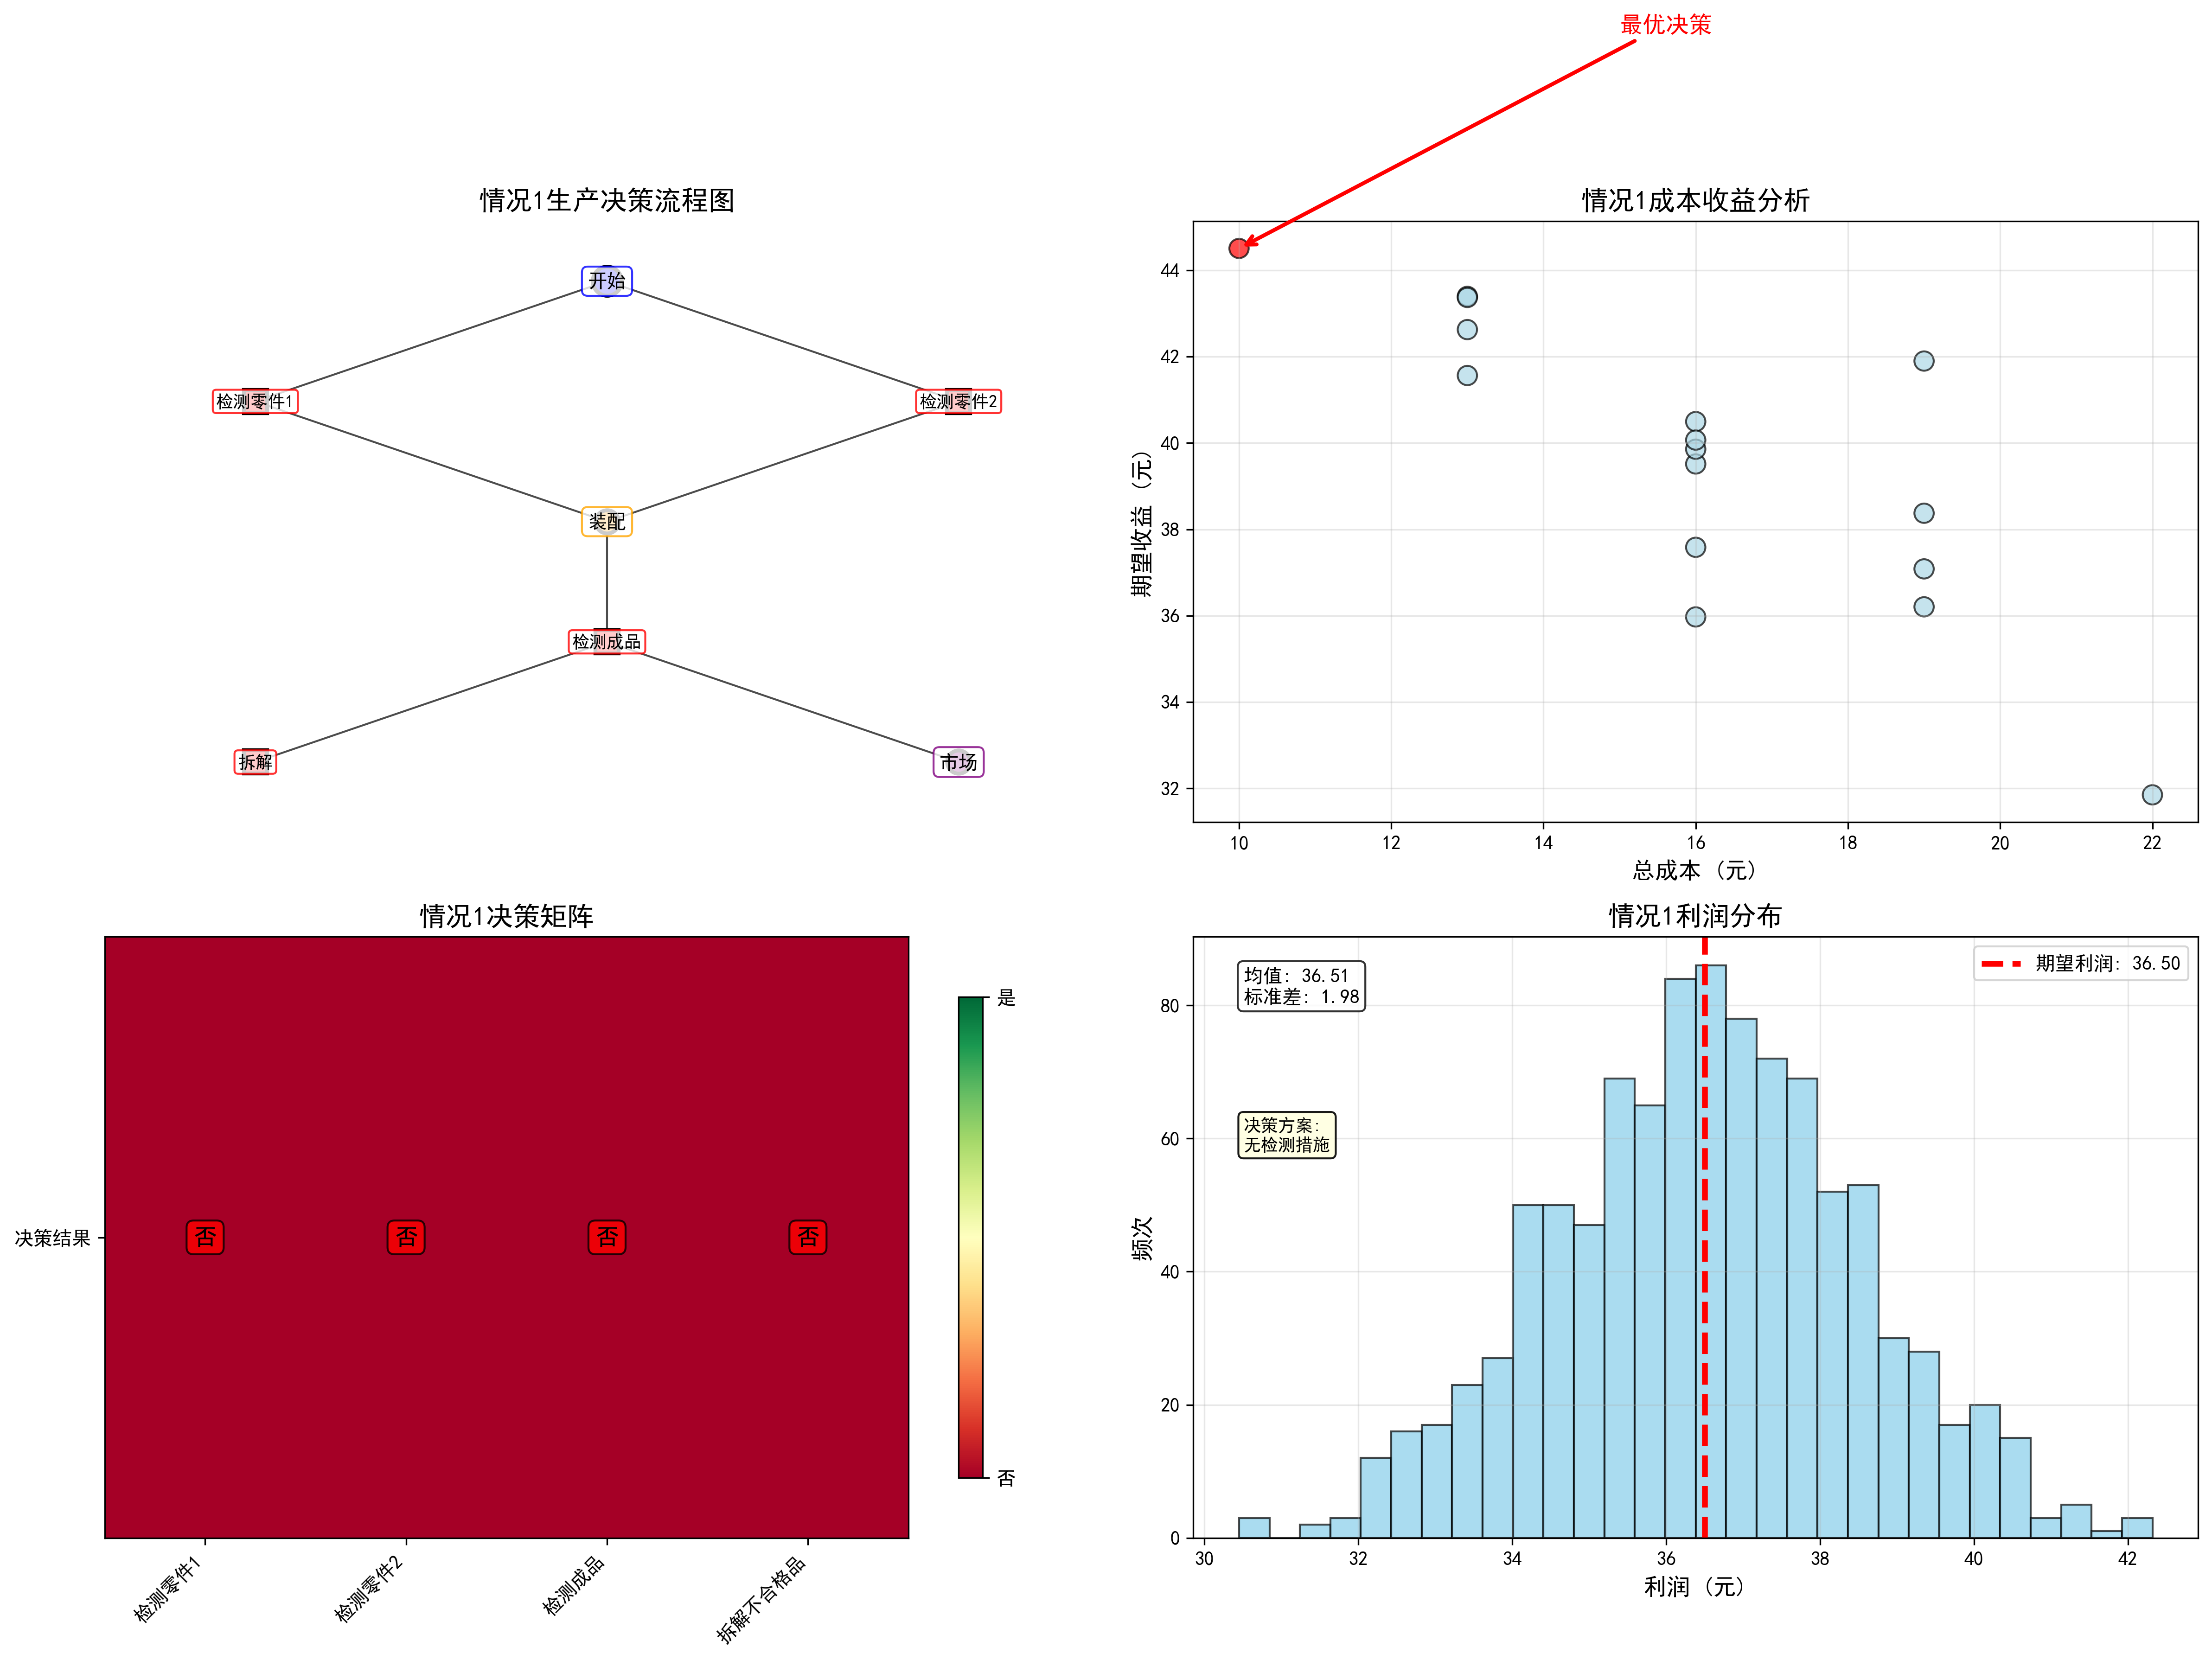 最优决策
情况1生产决策流程图
开始
检测零件1
检测零件2
装配
检测成品
拆解
市场
情况1成本收益分析
期望收益 (元)
44
42
40
38
36
34
32
10
12
14
16
18
20
22
总成本 (元)
情况1决策矩阵
决策结果
否
否
否
否
检测零件1
检测零件2
检测成品
拆解不合格品
是
否
情况1利润分布
均值: 36.51
标准差: 1.98
期望利润: 36.50
决策方案:
无检测措施
频次
80
60
40
20
0
30
32
34
36
38
40
42
利润 (元)